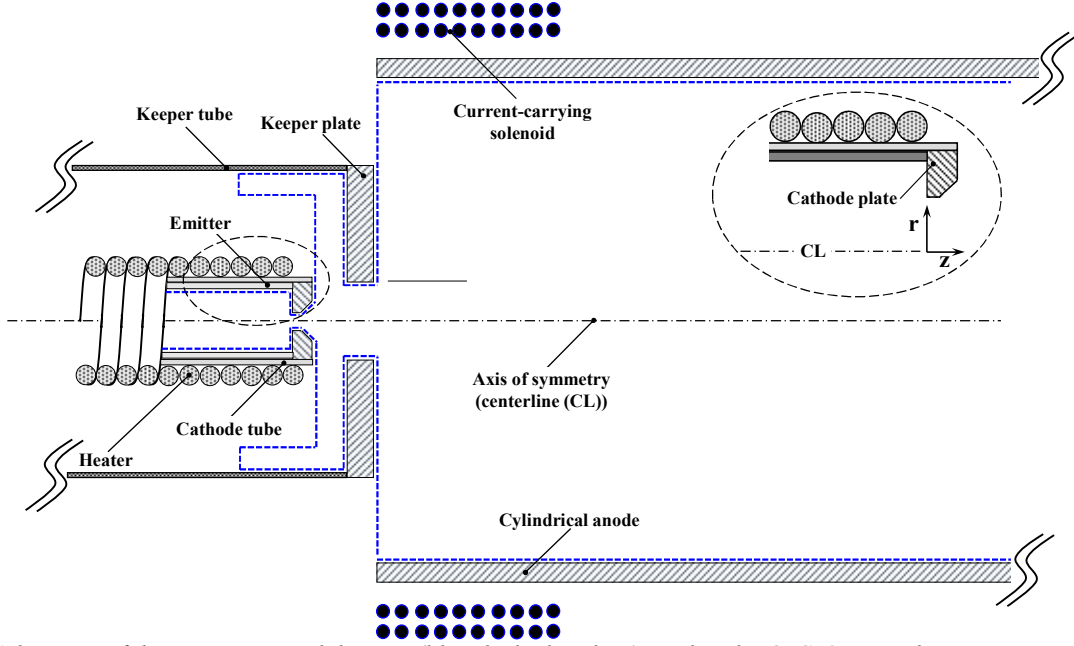 Current-carrying
solenoid
Keeper tube
Keeper plate
Cathode plate
r
CL
z
Emitter
Axis of symmetry
(centerline (CL))
Cathode tube
Heater
Cylindrical anode